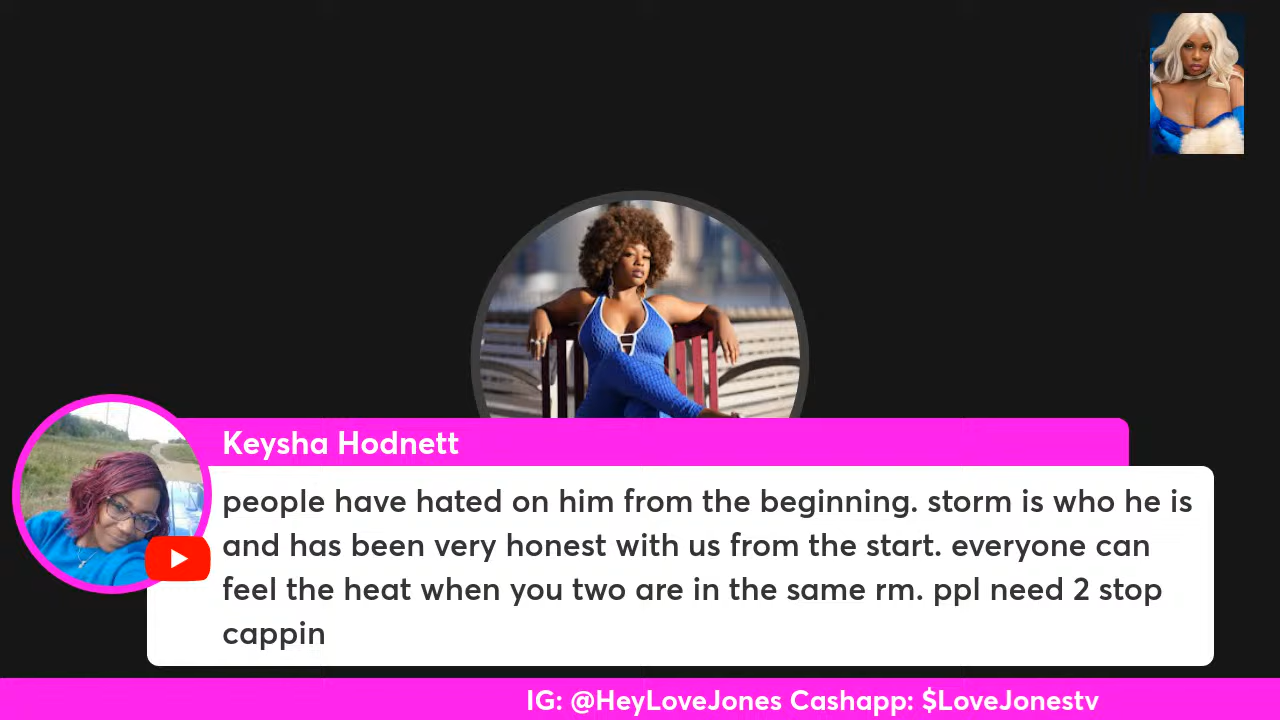 Keysha Hodnett
people have hated on him from the beginning. storm is who he is
and has been very honest with us from the start. everyone can
feel the heat when you two are in the same rm. ppl need 2 stop
cappin
IG: @HeyLoveJones Cashapp: $LoveJonestv